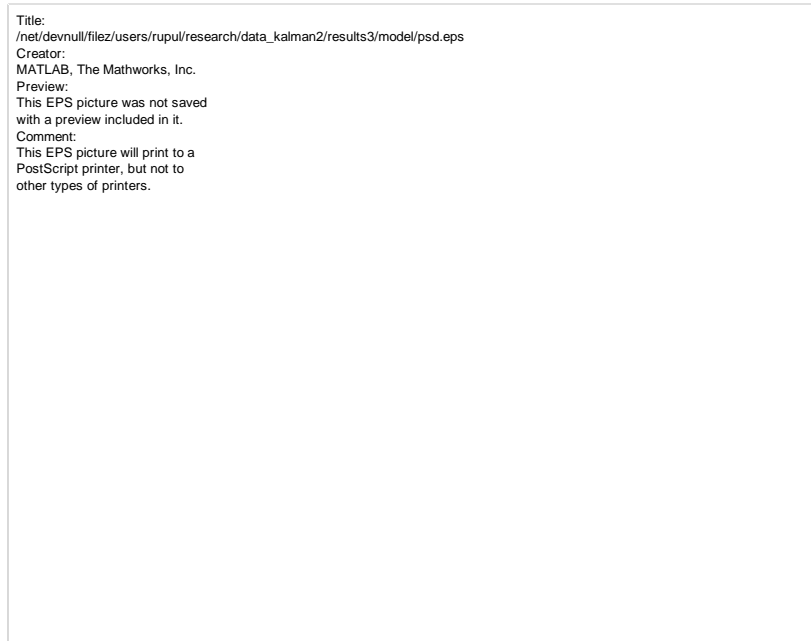 Title:
/net/devnull/filez/users/rupul/research/data_kalman2/results3/model/psd.eps
Creator:
MATLAB, The Mathworks, Inc.
Preview:
This EPS picture was not saved
with a preview included in it.
Comment:
This EPS picture will print to a
PostScript printer, but not to
other types of printers.